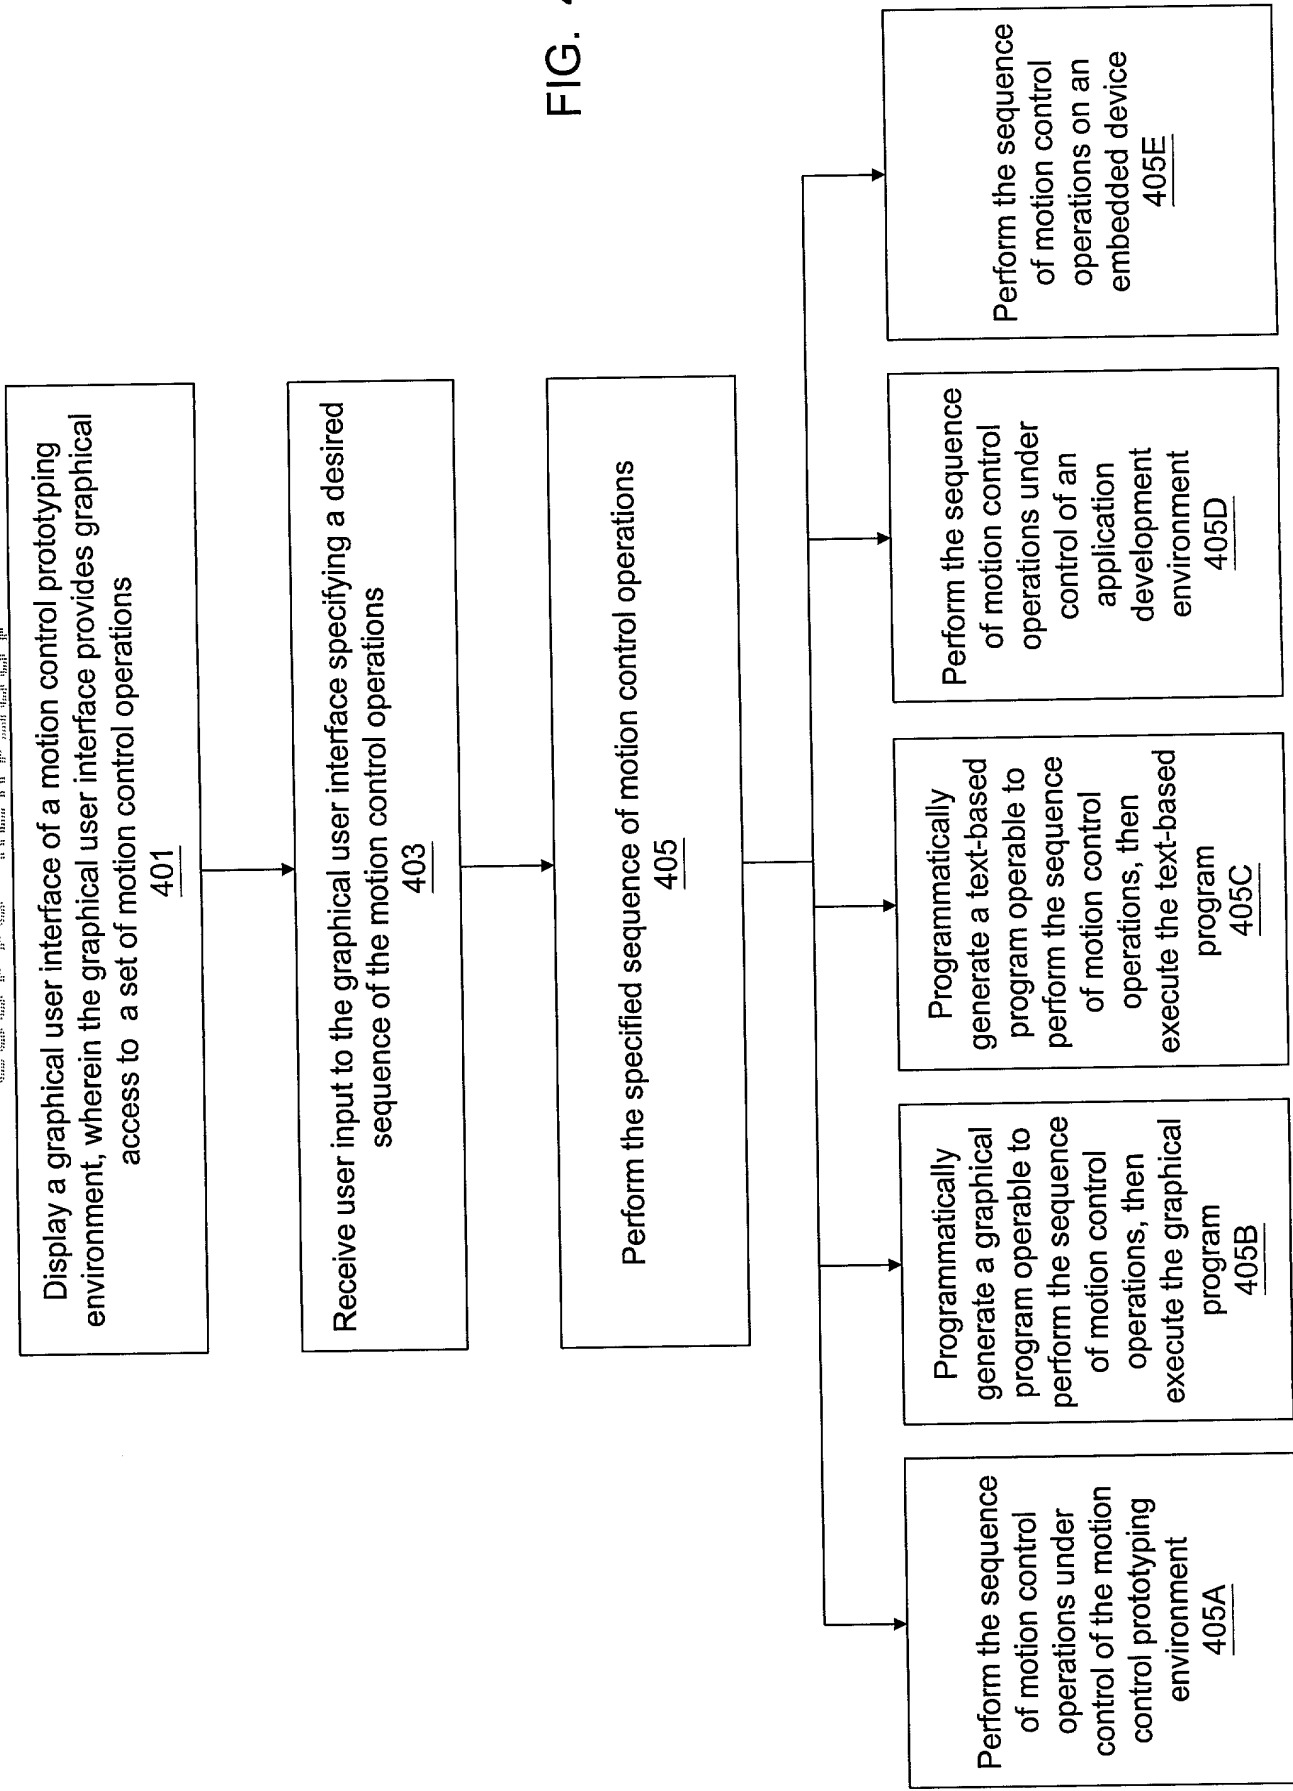 Display a graphical user interface of a motion control prototyping
environment, wherein the graphical user interface provides graphical
access to a set of motion control operations
401
Receive user input to the graphical user interface specifying a desired
sequence of the motion control operations
403
Perform the specified sequence of motion control operations
405
Perform the sequence
of motion control
operations under
control of the motion
control prototyping
environment
405A
Programmatically
generate a graphical
program operable to
perform the sequence
of motion control
operations, then
execute the graphical
program
405B
Programmatically
generate a text-based
program operable to
perform the sequence
of motion control
operations, then
execute the text-based
program
405C
Perform the sequence
of motion control
operations under
control of an
application
development
environment
405D
Perform the sequence
of motion control
operations on an
embedded device
405E
FIG.